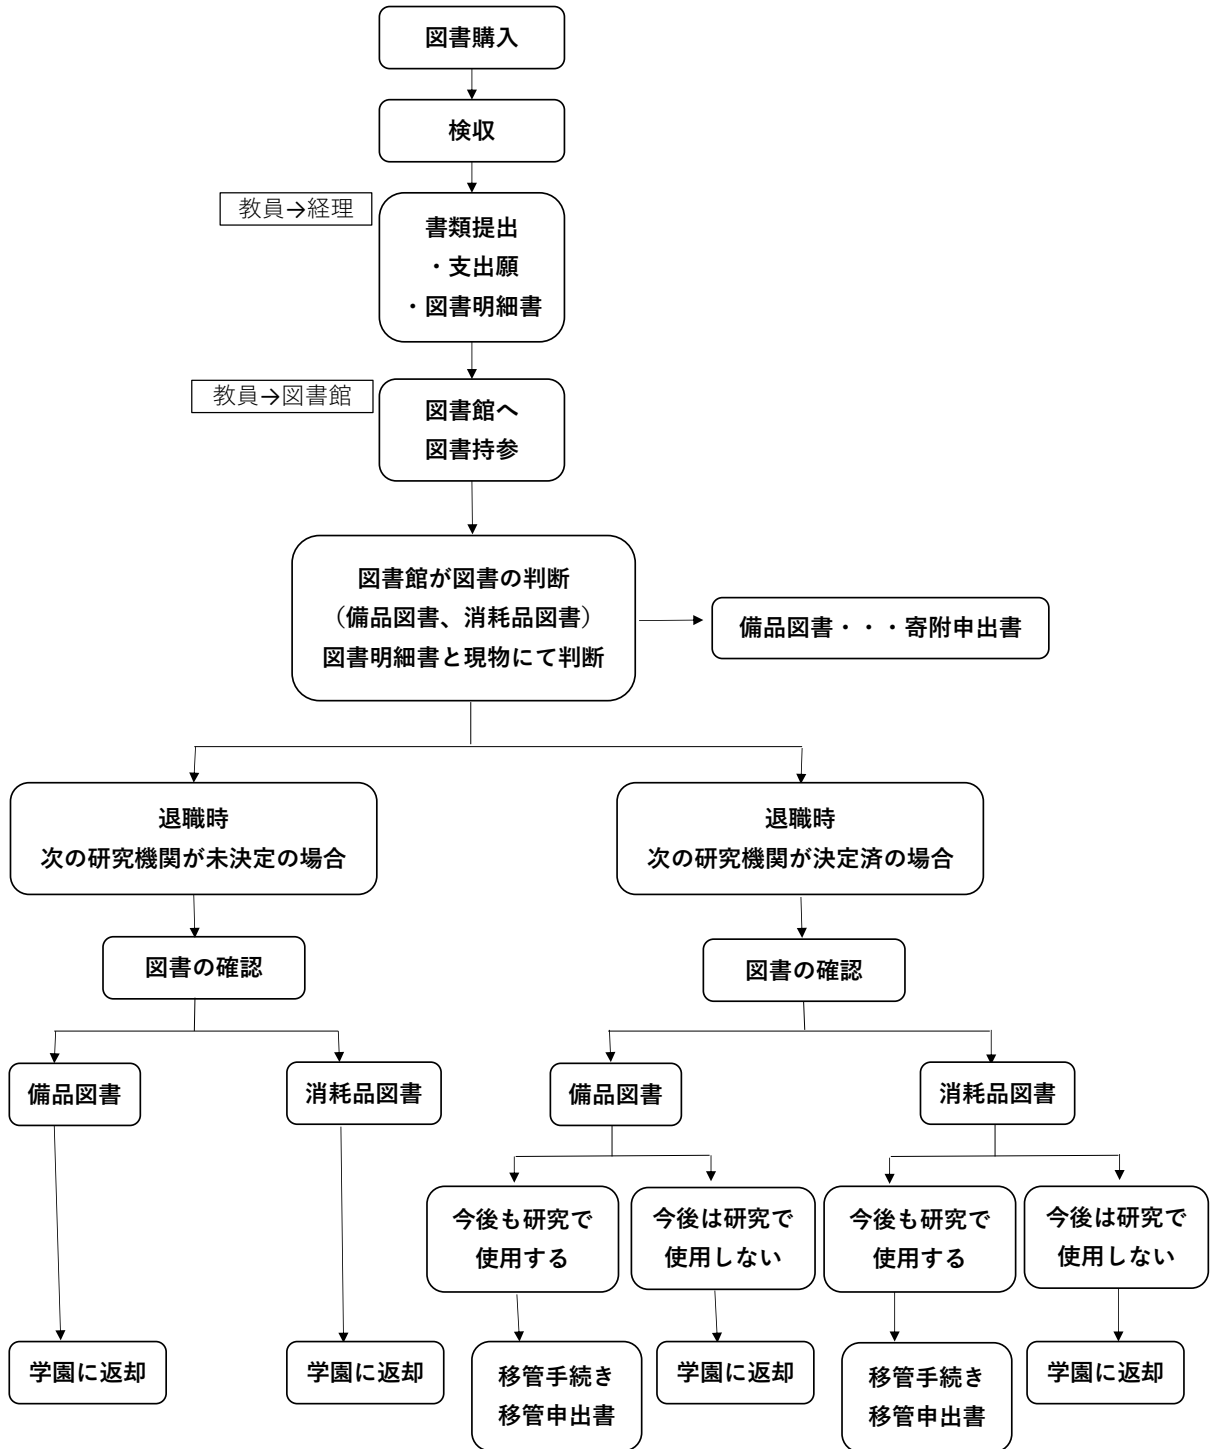 図書購入
検収
教員→経理
書類提出
・支出願
・図書明細書
教員→図書館
図書館へ
図書持参
図書館が図書の判断
（備品図書、消耗品図書）
図書明細書と現物にて判断
備品図書・・・寄附申出書
退職時
次の研究機関が未決定の場合
退職時
次の研究機関が決定済の場合
図書の確認
図書の確認
備品図書
消耗品図書
備品図書
消耗品図書
今後も研究で
使用する
今後は研究で
使用しない
今後も研究で
使用する
今後は研究で
使用しない
学園に返却
学園に返却
移管手続き
移管申出書
学園に返却
移管手続き
移管申出書
学園に返却